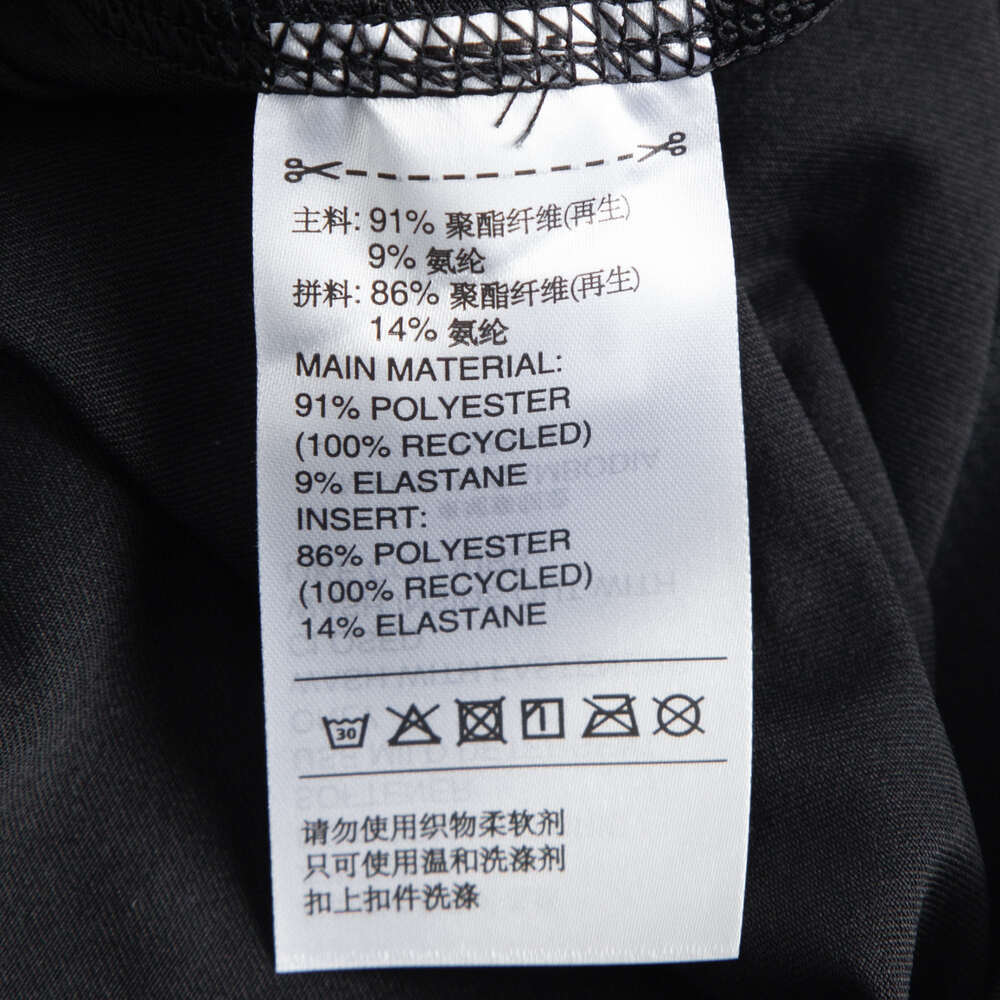 主料: 91% 聚酯纤维(再生)
9% 氨纶
拼料: 86% 聚酯纤维(再生)
14% 氨纶
MAIN MATERIAL:
91% POLYESTER
(100% RECYCLED)
9% ELASTANE
INSERT:
86% POLYESTER
(100% RECYCLED)
14% ELASTANE
30
请勿使用织物柔软剂
只可使用温和洗涤剂
扣上扣件洗涤